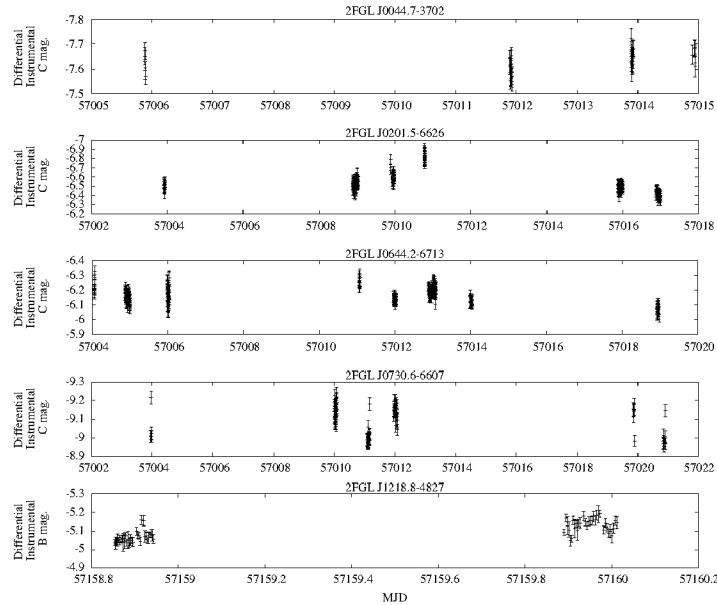 2FGL J0044.7-3702
Differential
Instrumental
C mag.
-7.8
-7.7
-7.6
-7.5
57005 57006 57007 57008 57009 57010 57011 57012 57013 57014 57015
2FGL J0201.5-6626
Differential
Instrumental
C mag.
-7
-6.9
-6.8
-6.7
-6.6
-6.5
-6.4
-6.3
-6.2
57002 57004 57006 57008 57010 57012 57014 57016 57018
2FGL J0644.2-6713
Differential
Instrumental
C mag.
-6.4
-6.3
-6.2
-6.1
-6
-5.9
57004 57006 57008 57010 57012 57014 57016 57018 57020
2FGL J0730.6-6607
Differential
Instrumental
C mag.
-9.3
-9.2
-9.1
-9
-8.9
57002 57004 57006 57008 57010 57012 57014 57016 57018 57020 57022
2FGL J1218.8-4827
Differential
Instrumental
B mag.
-5.3
-5.2
-5.1
-5
-4.9
57158.8 57159 57159.2 57159.4 57159.6 57159.8 57160 57160.2
MJD